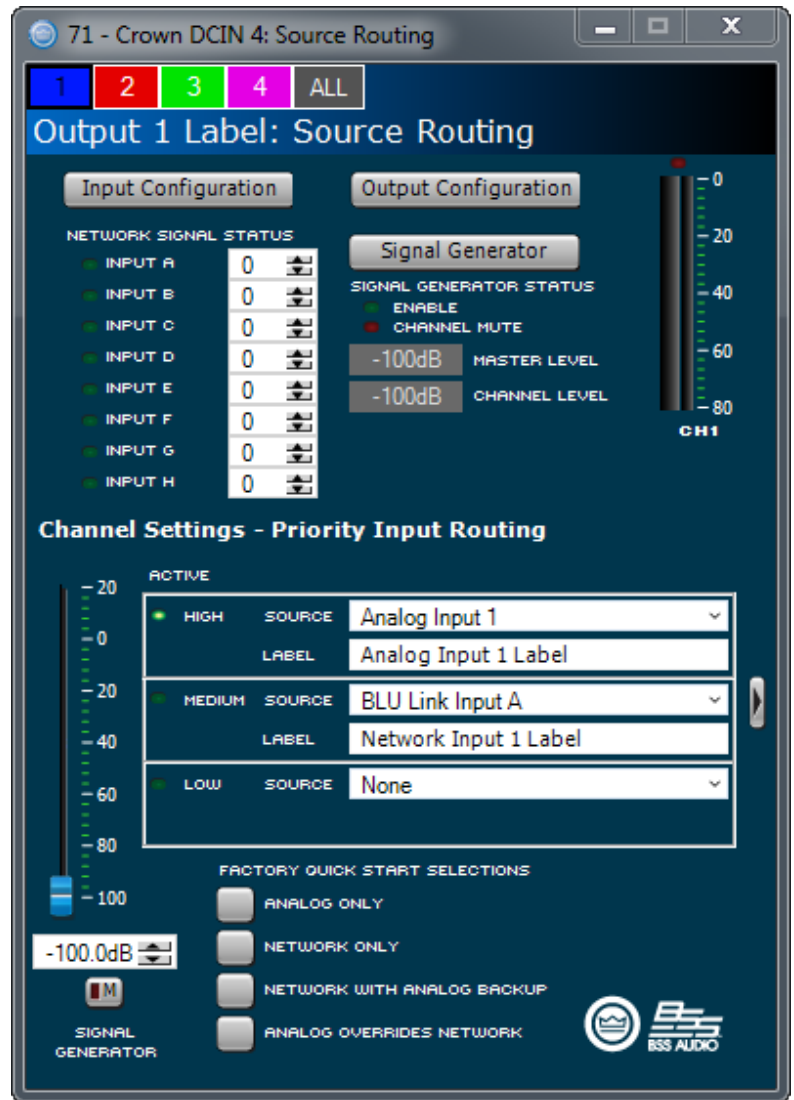 71 - Crown DCIN 4: Source Routing
1 2 3 4 ALL
Output 1 Label: Source Routing
Input Configuration
Output Configuration
NETWORK SIGNAL STATUS
INPUT A 0
INPUT B 0
INPUT C 0
INPUT D 0
INPUT E 0
INPUT F 0
INPUT G 0
INPUT H 0
Signal Generator
SIGNAL GENERATOR STATUS
ENABLE
CHANNEL MUTE
-100dB MASTER LEVEL
-100dB CHANNEL LEVEL
0
20
40
60
80
CH1
Channel Settings - Priority Input Routing
20
0
20
40
60
80
100
-100.0dB
M
SIGNAL
GENERATOR
ACTIVE
HIGH SOURCE Analog Input 1
LABEL Analog Input 1 Label
MEDIUM SOURCE BLU Link Input A
LABEL Network Input 1 Label
LOW SOURCE None
FACTORY QUICK START SELECTIONS
ANALOG ONLY
NETWORK ONLY
NETWORK WITH ANALOG BACKUP
ANALOG OVERRIDES NETWORK
BSS
BSS AUDIO